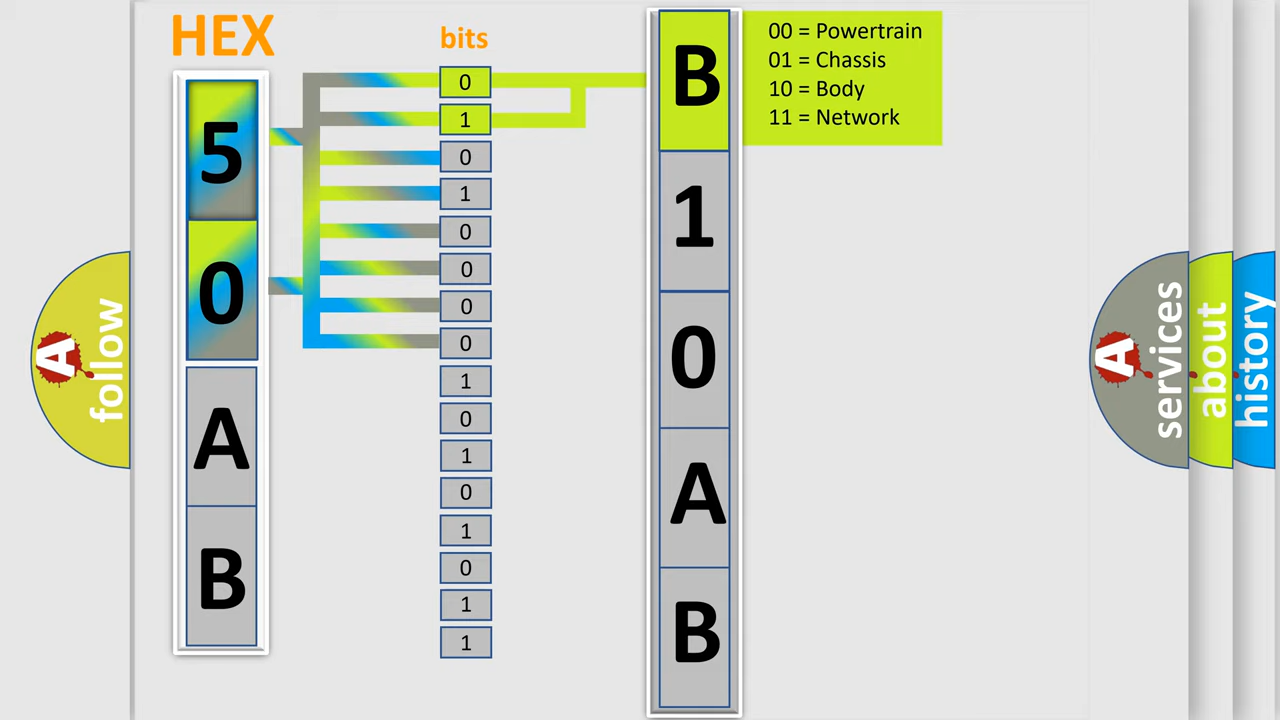 HEX
bits
5
0
A
B
0
1
0
1
0
0
0
0
1
0
1
0
1
0
1
1
B
1
0
A
B
00 = Powertrain
01 = Chassis
10 = Body
11 = Network
A
follow
A
services
about
history